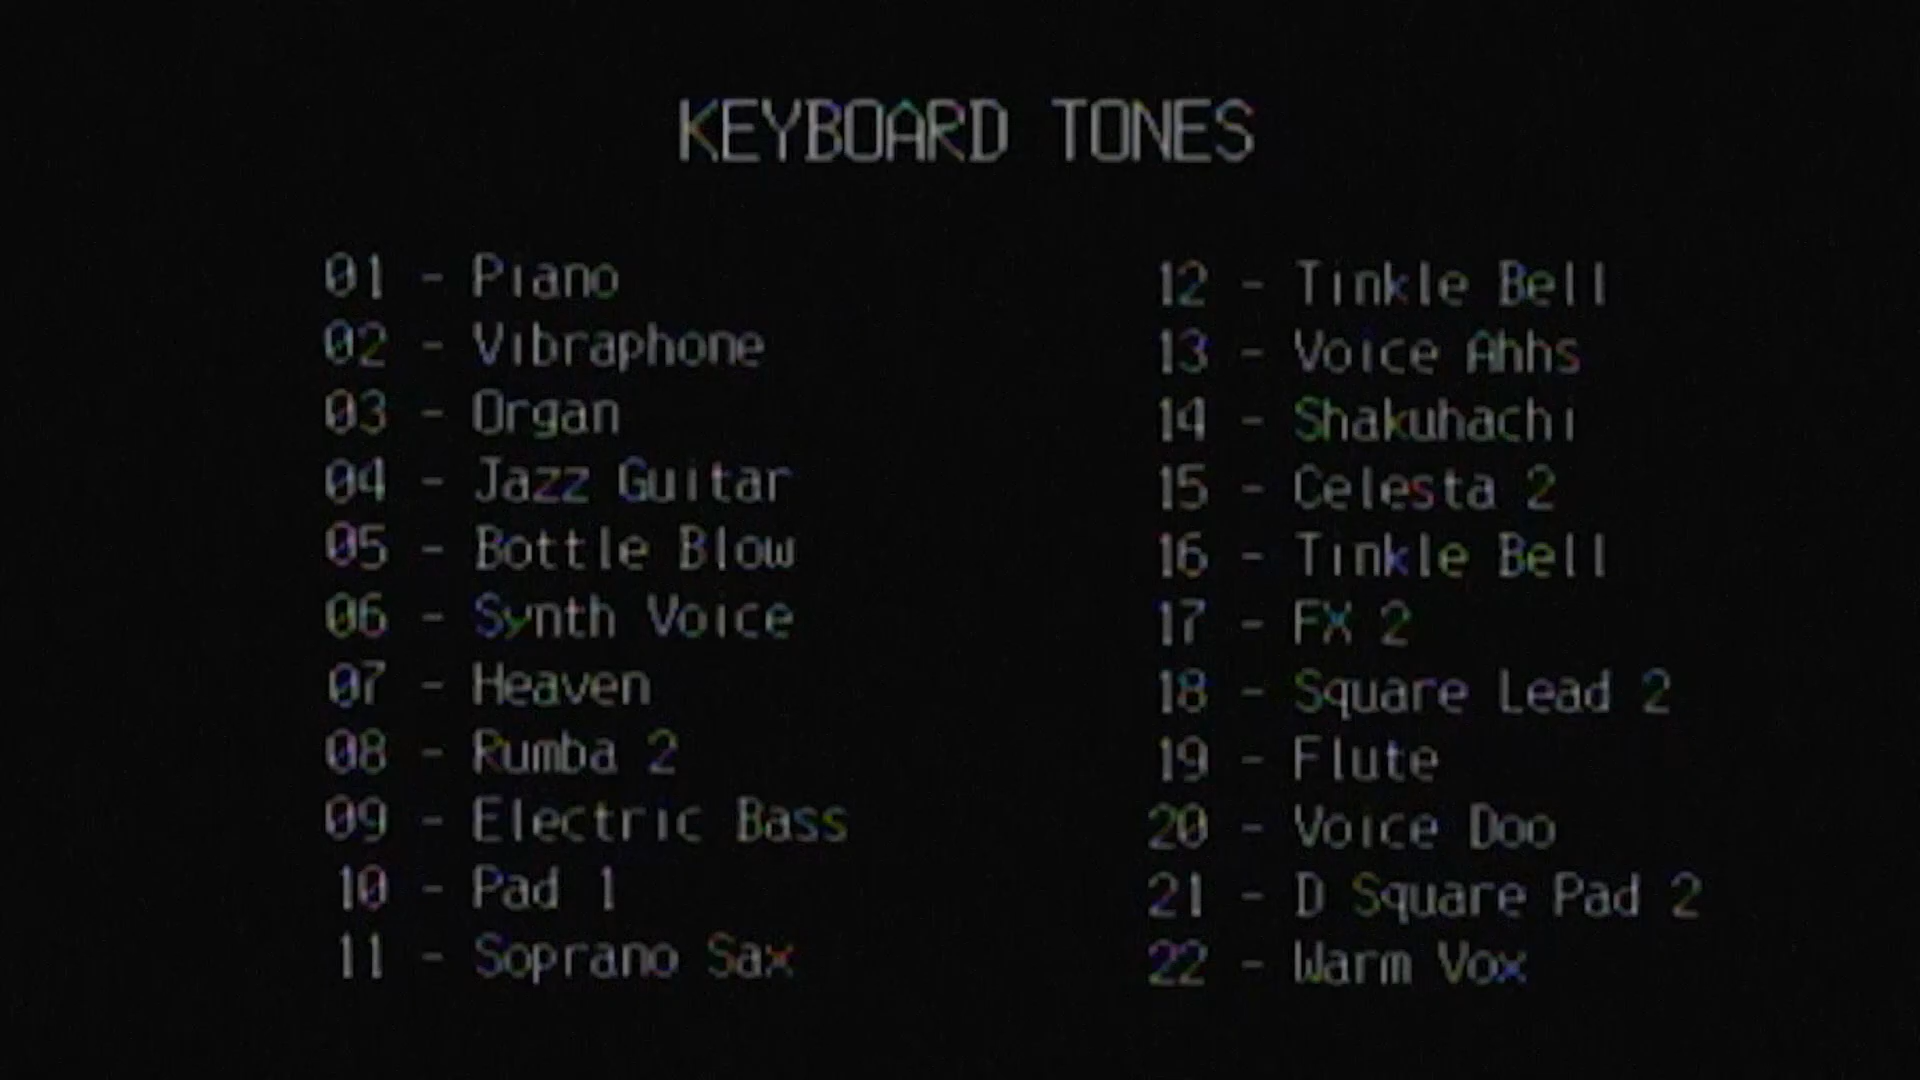 KEYBOARD TONES
01 - Piano
02 - Vibraphone
03 - Organ
04 - Jazz Guitar
05 - Bottle Blow
06 - Synth Voice
07 - Heaven
08 - Rumba 2
09 - Electric Bass
10 - Pad 1
11 - Soprano Sax
12 - Tinkle Bell
13 - Voice Ahhs
14 - Shakuhachi
15 - Celesta 2
16 - Tinkle Bell
17 - FX 2
18 - Square Lead 2
19 - Flute
20 - Voice Doo
21 - D Square Pad 2
22 - Warm Vox